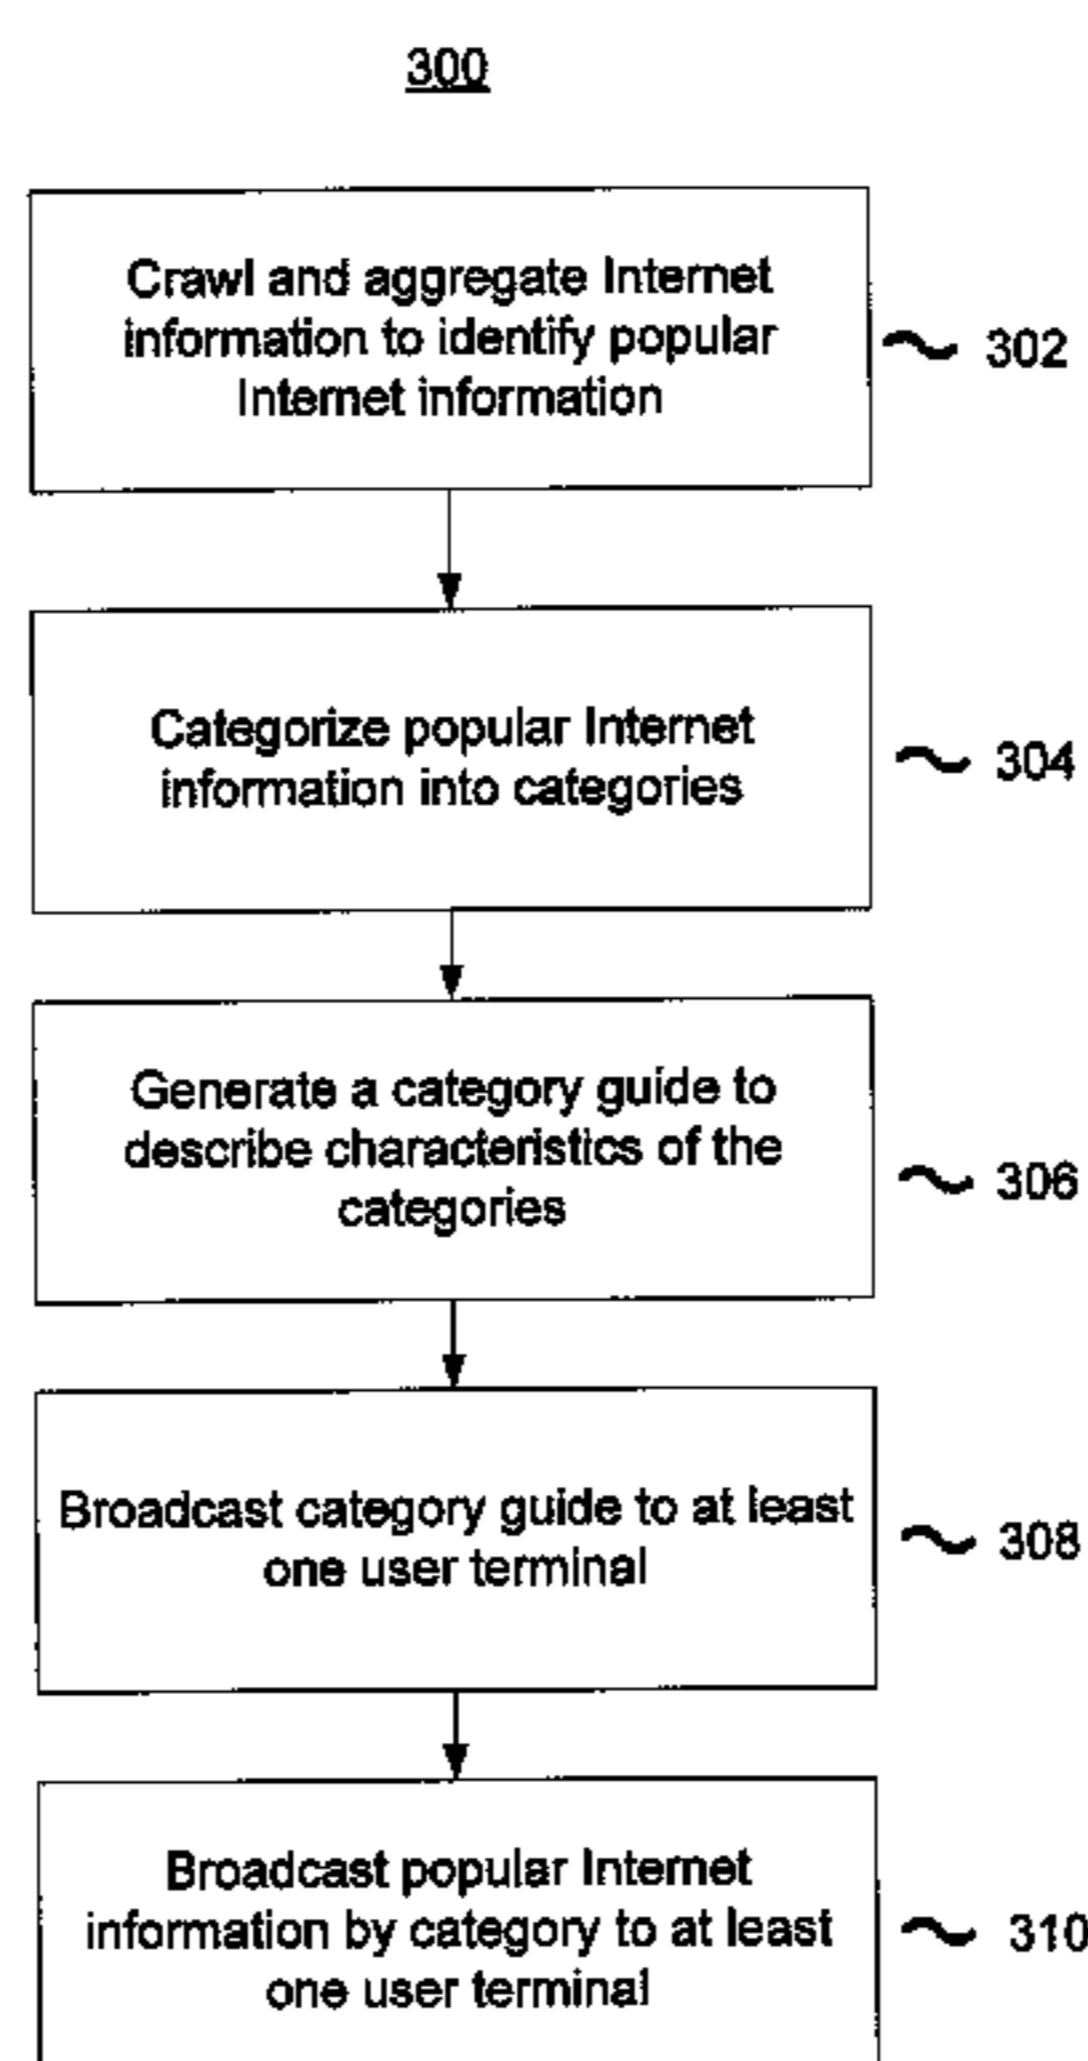 300
Crawl and aggregate Internet
information to identify popular
Internet information
302
Categorize popular Internet
information into categories
304
Generate a category guide to
describe characteristics of the
categories
306
Broadcast category guide to at least
one user terminal
308
Broadcast popular Internet
information by category to at least
one user terminal
310